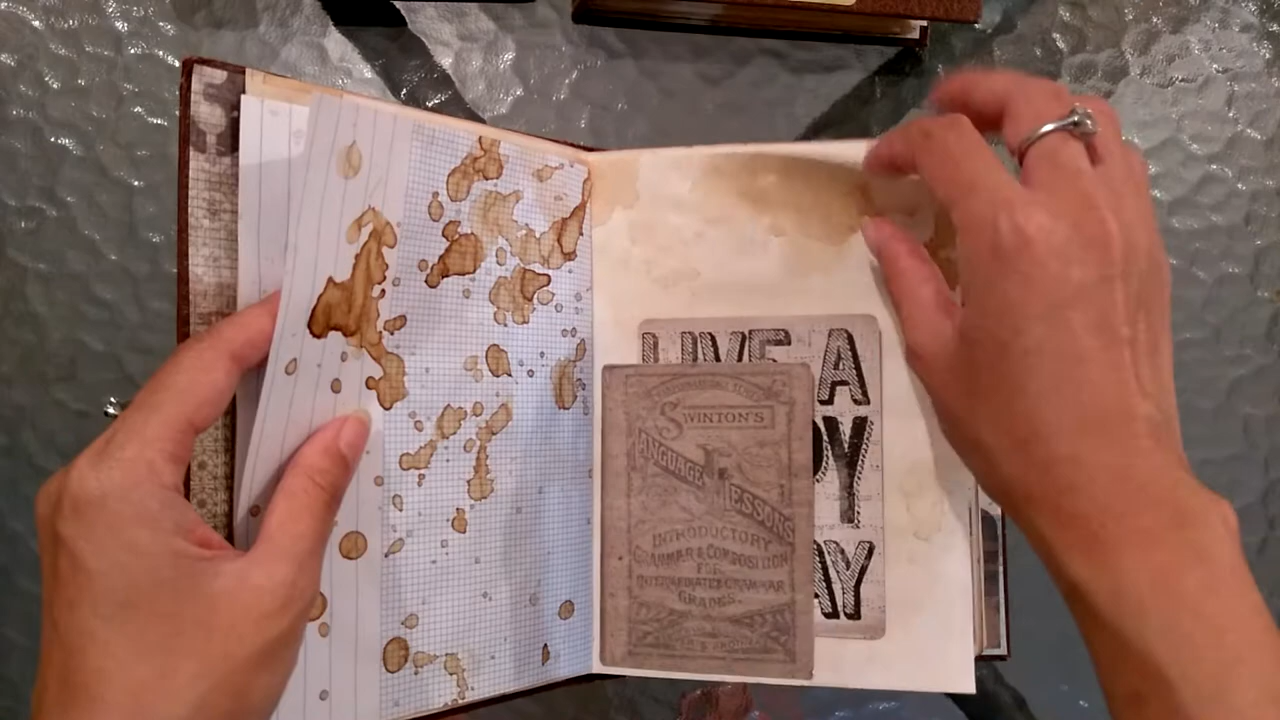 LIVE A
AY
SWINTON'S
LANGUAGE LESSONS
INTRODUCTORY
GRAMMAR & COMPOSITION
FOR
INTERMEDIATE GRAMMAR
GRADES.